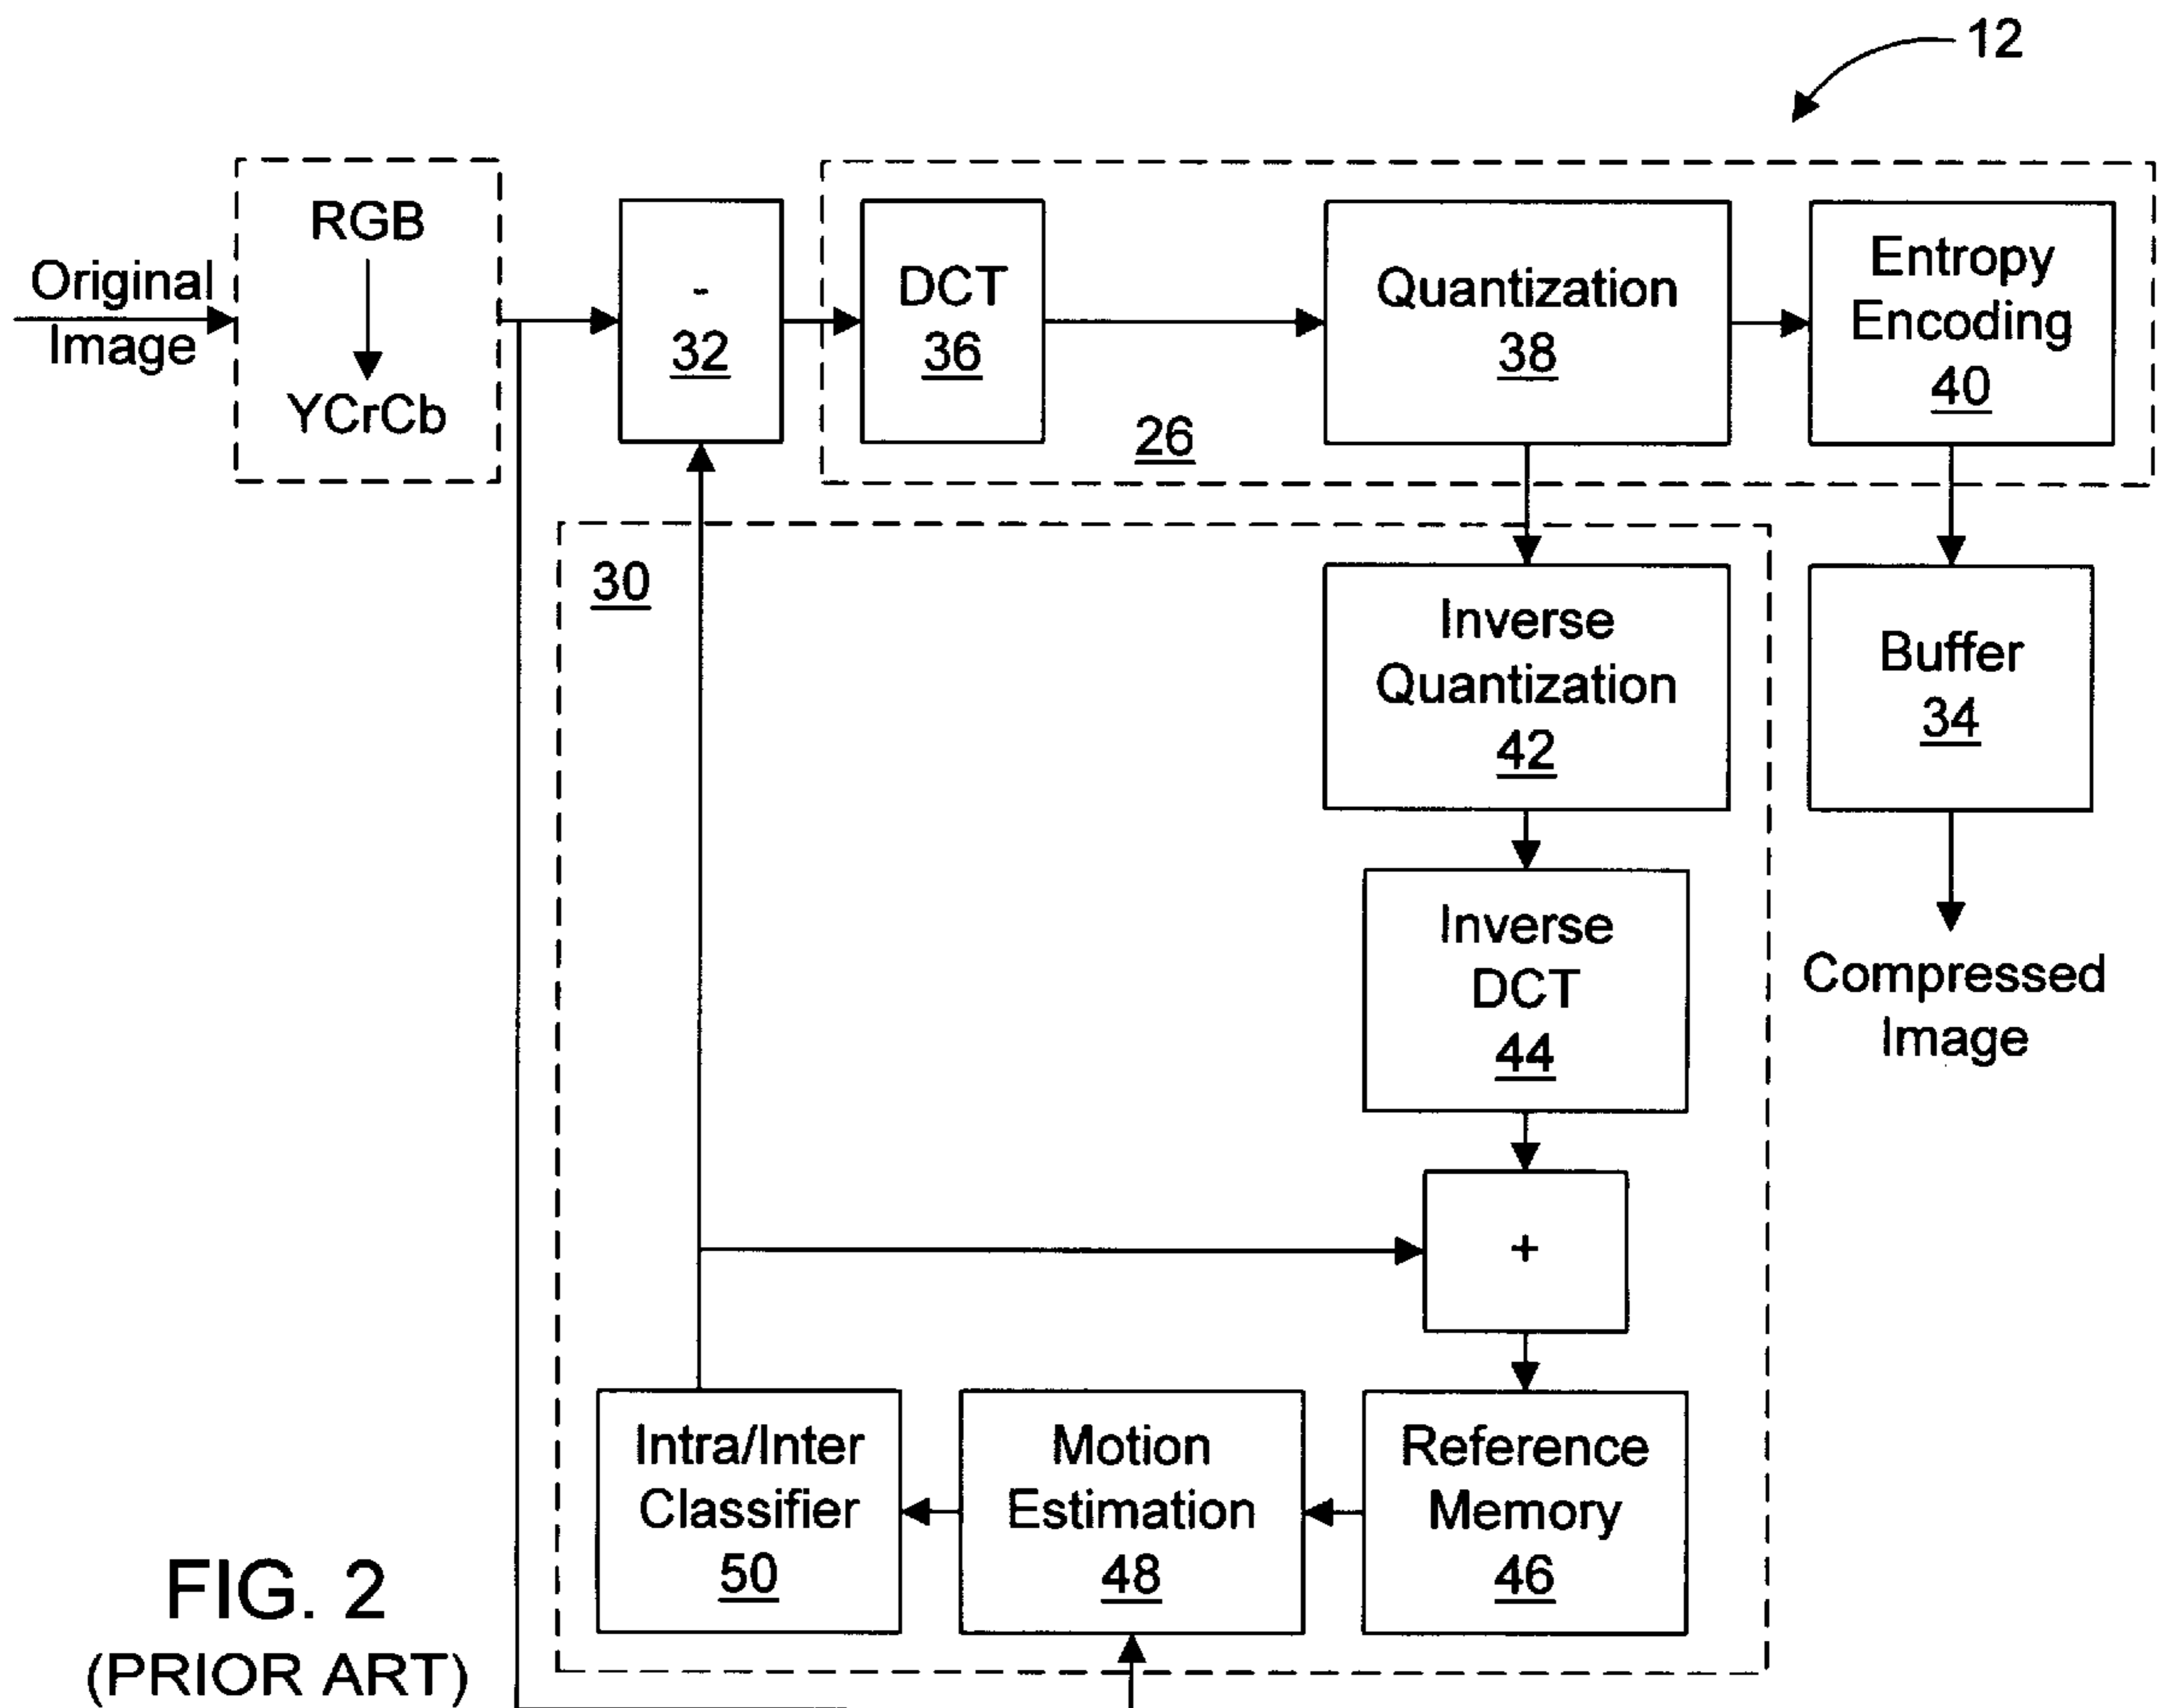 12
Original
Image
RGB
YCrCb
-
32
DCT
36
26
Quantization
38
Entropy
Encoding
40
30
Inverse
Quantization
42
Buffer
34
Inverse
DCT
44
Compressed
Image
+
Intra/Inter
Classifier
50
Motion
Estimation
48
Reference
Memory
46
FIG. 2
(PRIOR ART)